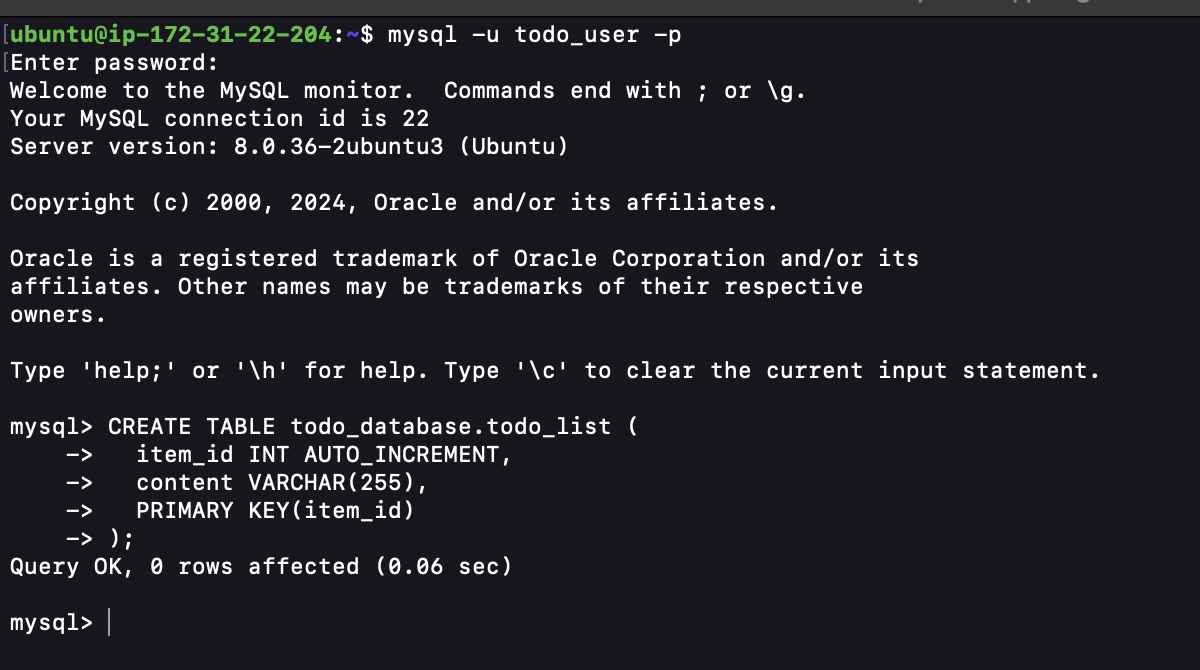 [ubuntu@ip-172-31-22-204:~$ mysql -u todo_user -p
[Enter password:
Welcome to the MySQL monitor.  Commands end with ; or \g.
Your MySQL connection id is 22
Server version: 8.0.36-2ubuntu3 (Ubuntu)
Copyright (c) 2000, 2024, Oracle and/or its affiliates.
Oracle is a registered trademark of Oracle Corporation and/or its
affiliates. Other names may be trademarks of their respective
owners.
Type 'help;' or '\h' for help. Type '\c' to clear the current input statement.
mysql> CREATE TABLE todo_database.todo_list (
    ->   item_id INT AUTO_INCREMENT,
    ->   content VARCHAR(255),
    ->   PRIMARY KEY(item_id)
    -> );
Query OK, 0 rows affected (0.06 sec)
mysql>